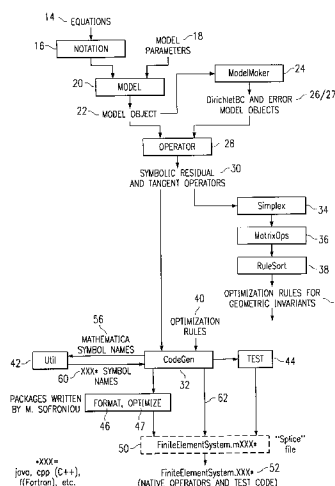 14
EQUATIONS
18
MODEL
PARAMETERS
16
NOTATION
20
MODEL
ModelMaker
24
22
MODEL OBJECT
DirichletBC AND ERROR
MODEL OBJECTS
26/27
OPERATOR
28
SYMBOLIC RESIDUAL
AND TANGENT OPERATORS
30
Simplex
34
MatrixOps
36
RuleSort
38
OPTIMIZATION RULES FOR
GEOMETRIC INVARIANTS
40
OPTIMIZATION
RULES
56
MATHEMATICA
SYMBOL NAMES
42
Util
CodeGen
TEST
44
60
XXX* SYMBOL
NAMES
32
62
PACKAGES WRITTEN
BY M. SOFRONIOU
FORMAT, OPTIMIZE
46
47
50
FiniteElementSystem.mXXX*
"Splice"
file
*XXX=
java, cpp (C++),
f(Fortron), etc.
FiniteElementSystem.XXX*
52
(NATIVE OPERATORS AND TEST CODE)